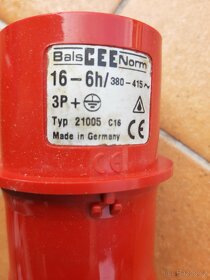 Bals CEE Norm
16-6h/380-415~
3P+
Typ 21005 C16
Made in Germany CE